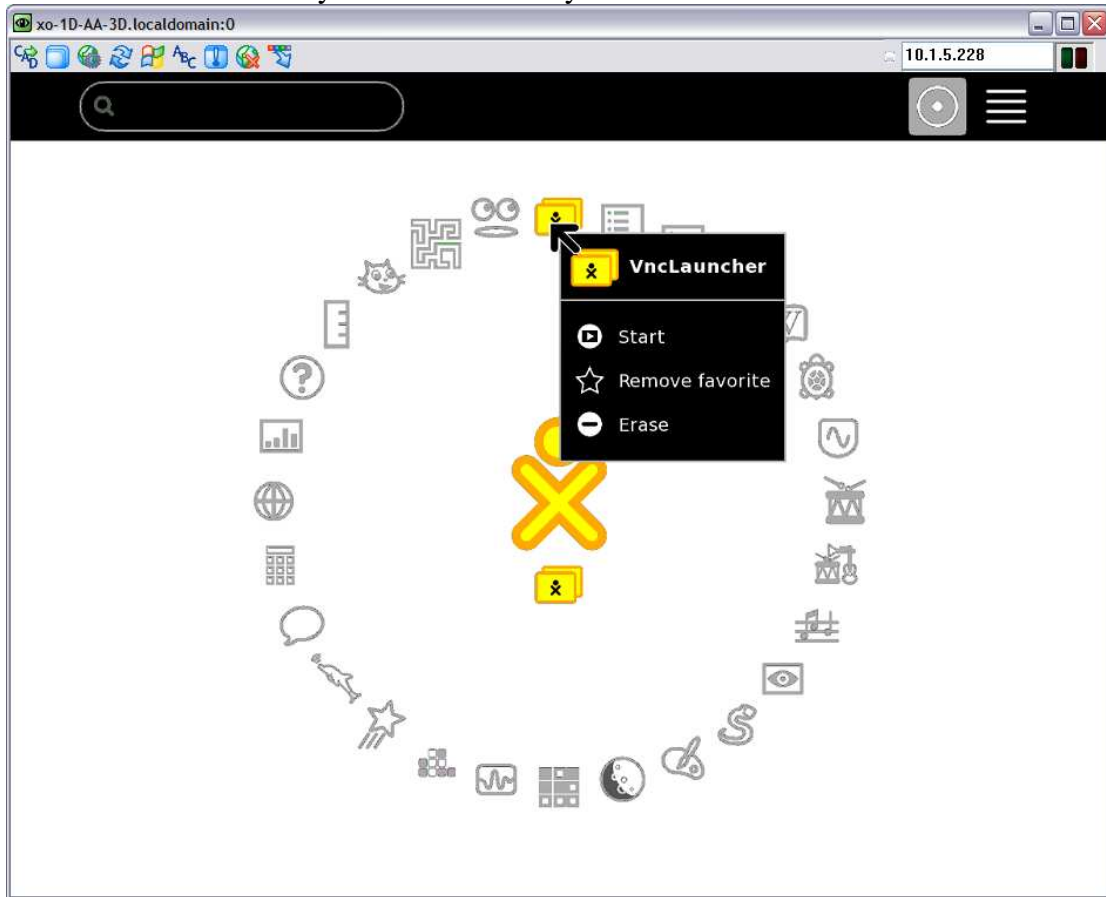 xo-1D-AA-3D.localdomain:0
10.1.5.228
VncLauncher
Start
Remove favorite
Erase